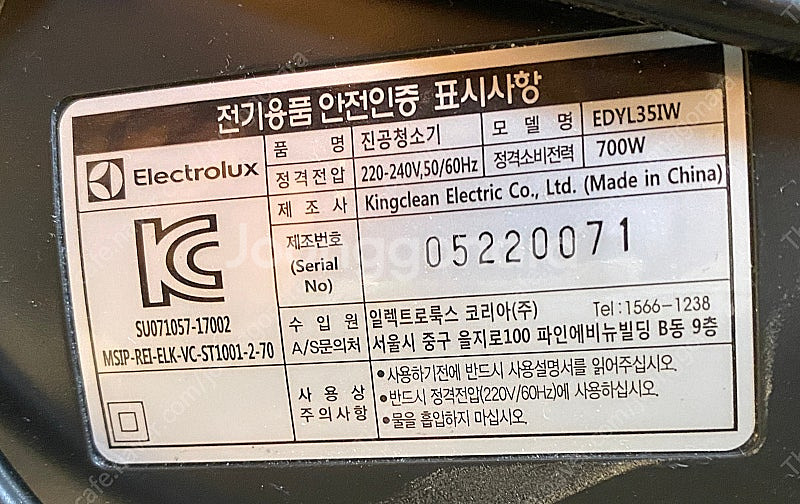 전기용품 안전인증 표시사항
Electrolux
품 명 진공청소기 모 델 명 EDYL35IW
정격전압 220-240V,50/60Hz 정격소비전력 700W
제 조 사 Kingclean Electric Co., Ltd. (Made in China)
제조번호
(Serial
No)
05220071
SU071057-17002
MSIP-REI-ELK-VC-ST1001-2-70
수 입 원 일렉트로룩스 코리아(주) Tel:1566-1238
A/S문의처 서울시 중구 을지로100 파인에비뉴빌딩 B동 9층
사 용 상
주의사항
•사용하기전에 반드시 사용설명서를 읽어주십시오.
•반드시 정격전압(220V/60Hz)에 사용하십시오.
•물을 흡입하지 마십시오.